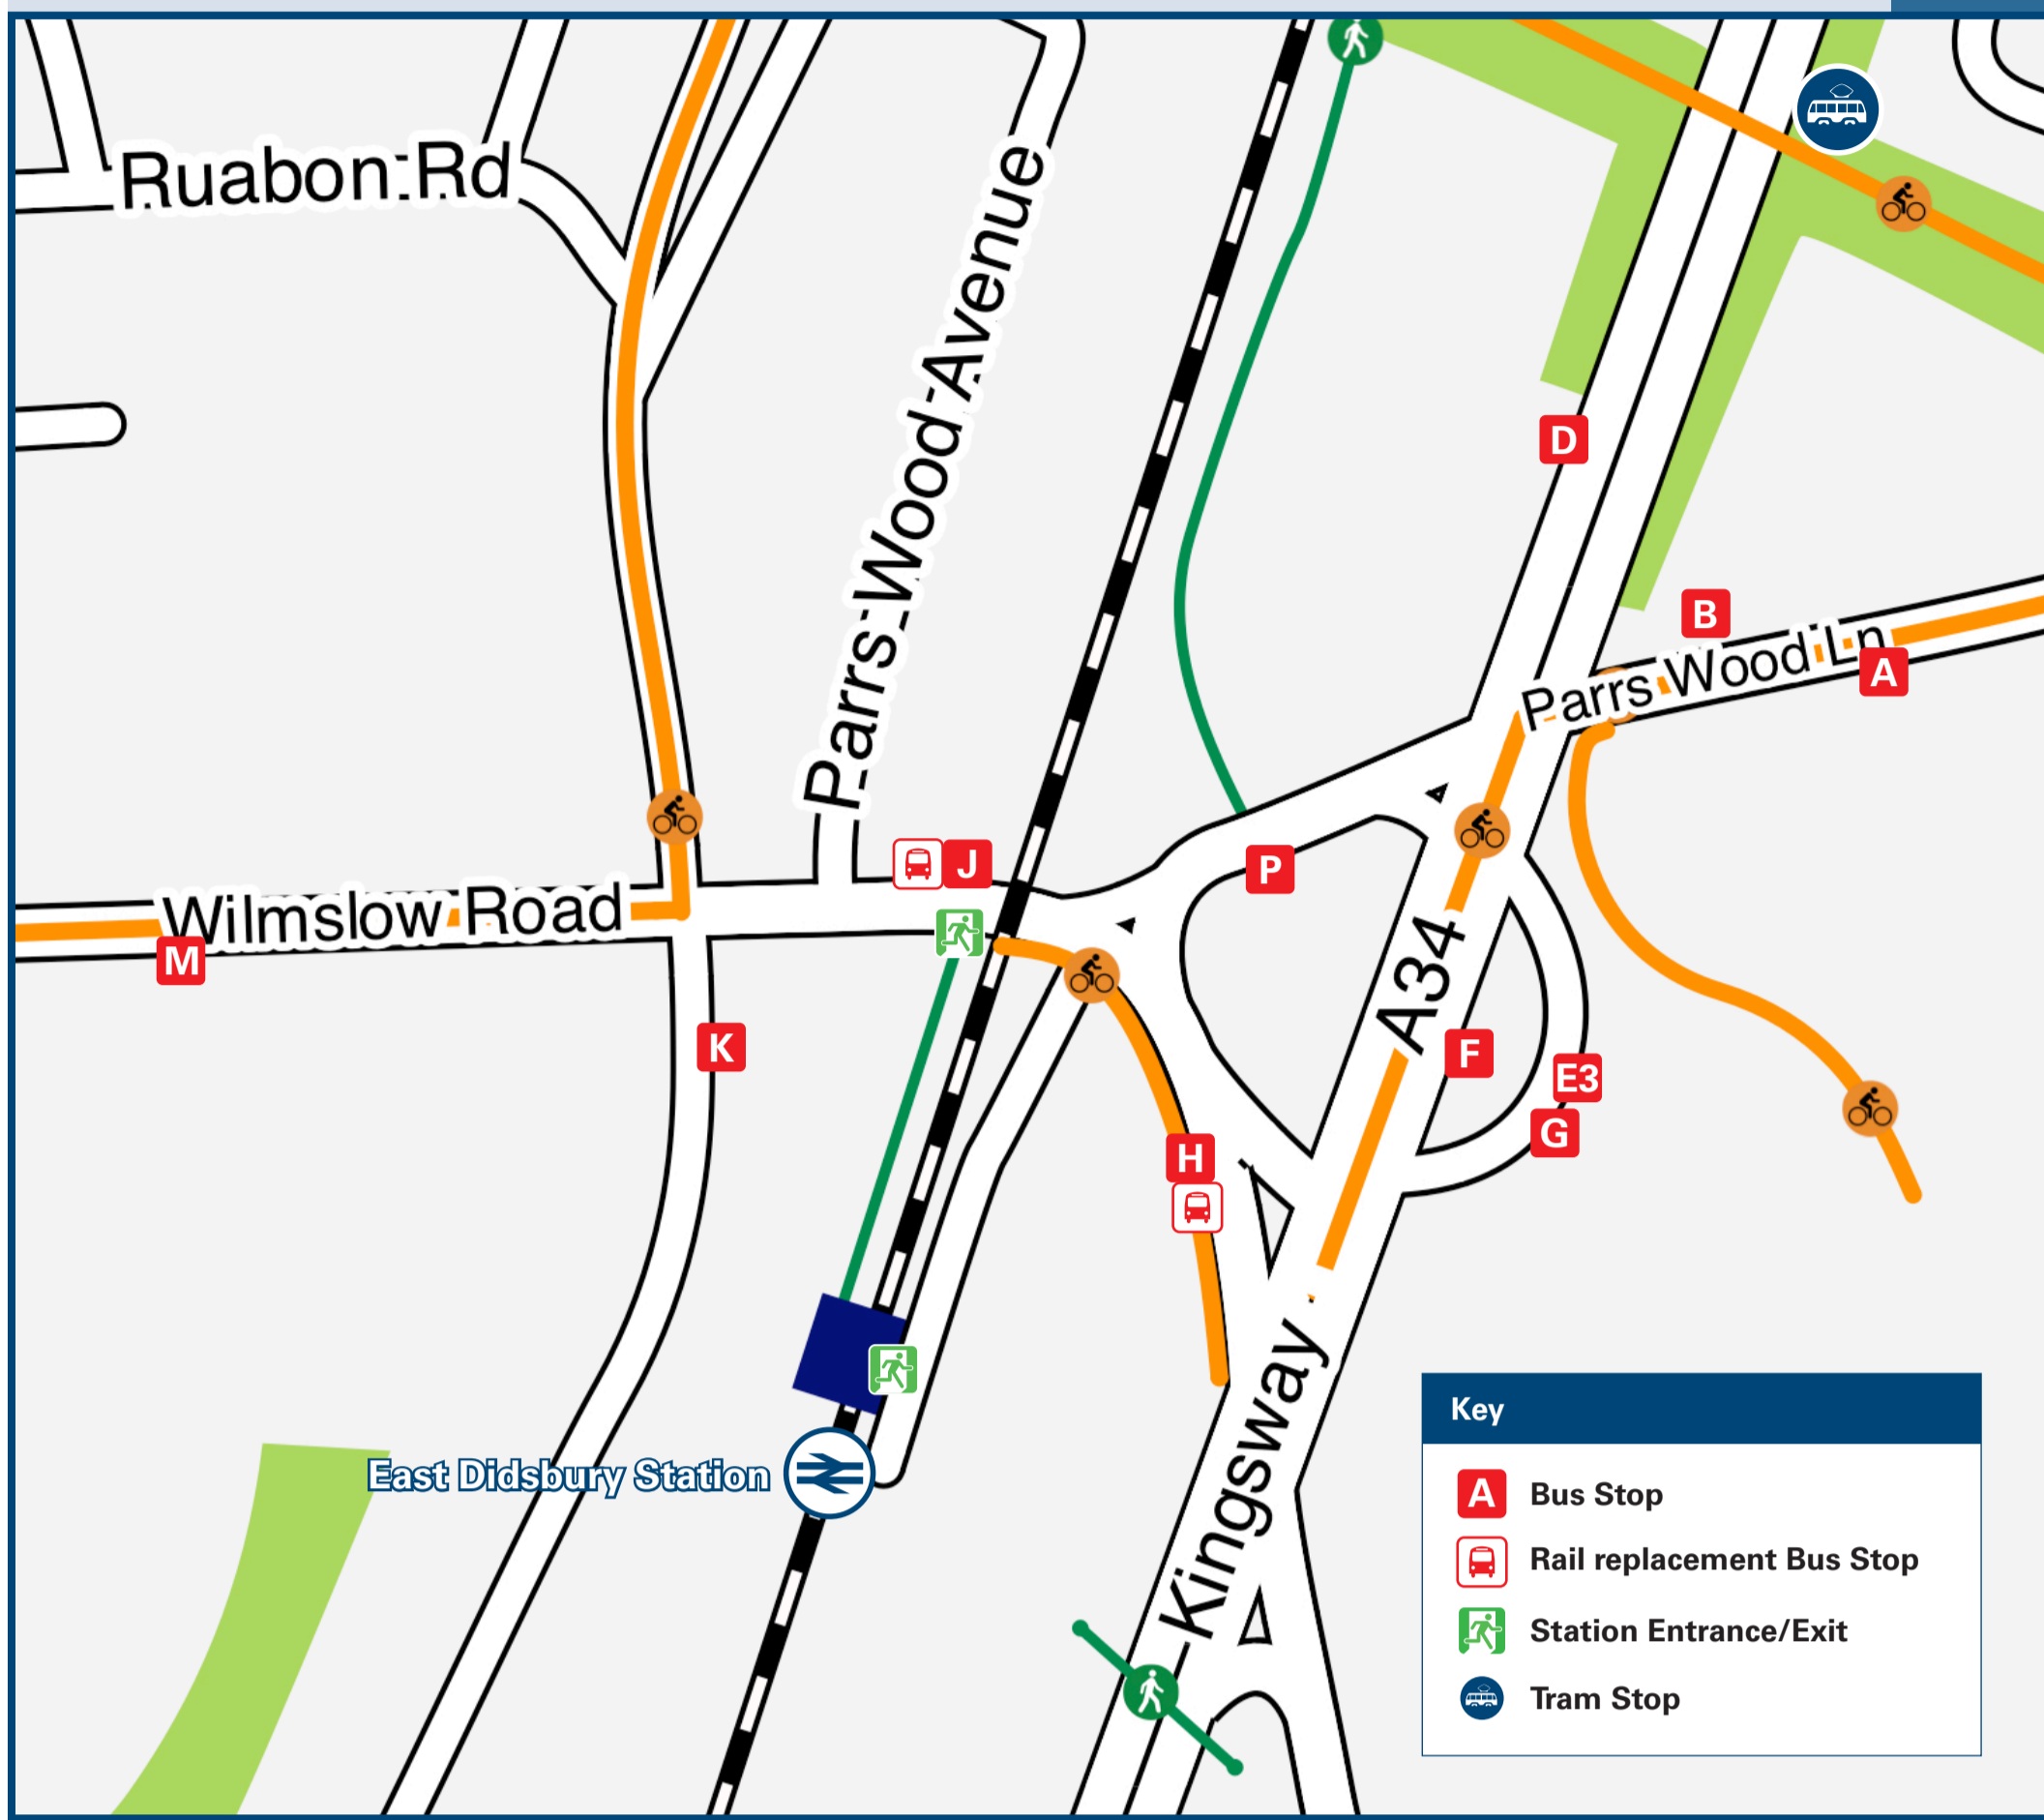 Ruabon Rd
Parrs Wood Avenue
D
B
Parrs Wood Ln
A
J
P
Wilmslow Road
M
A34
K
F
E3
G
H
East Didsbury Station
Kingsway
Key
A Bus Stop
Rail replacement Bus Stop
Station Entrance/Exit
Tram Stop